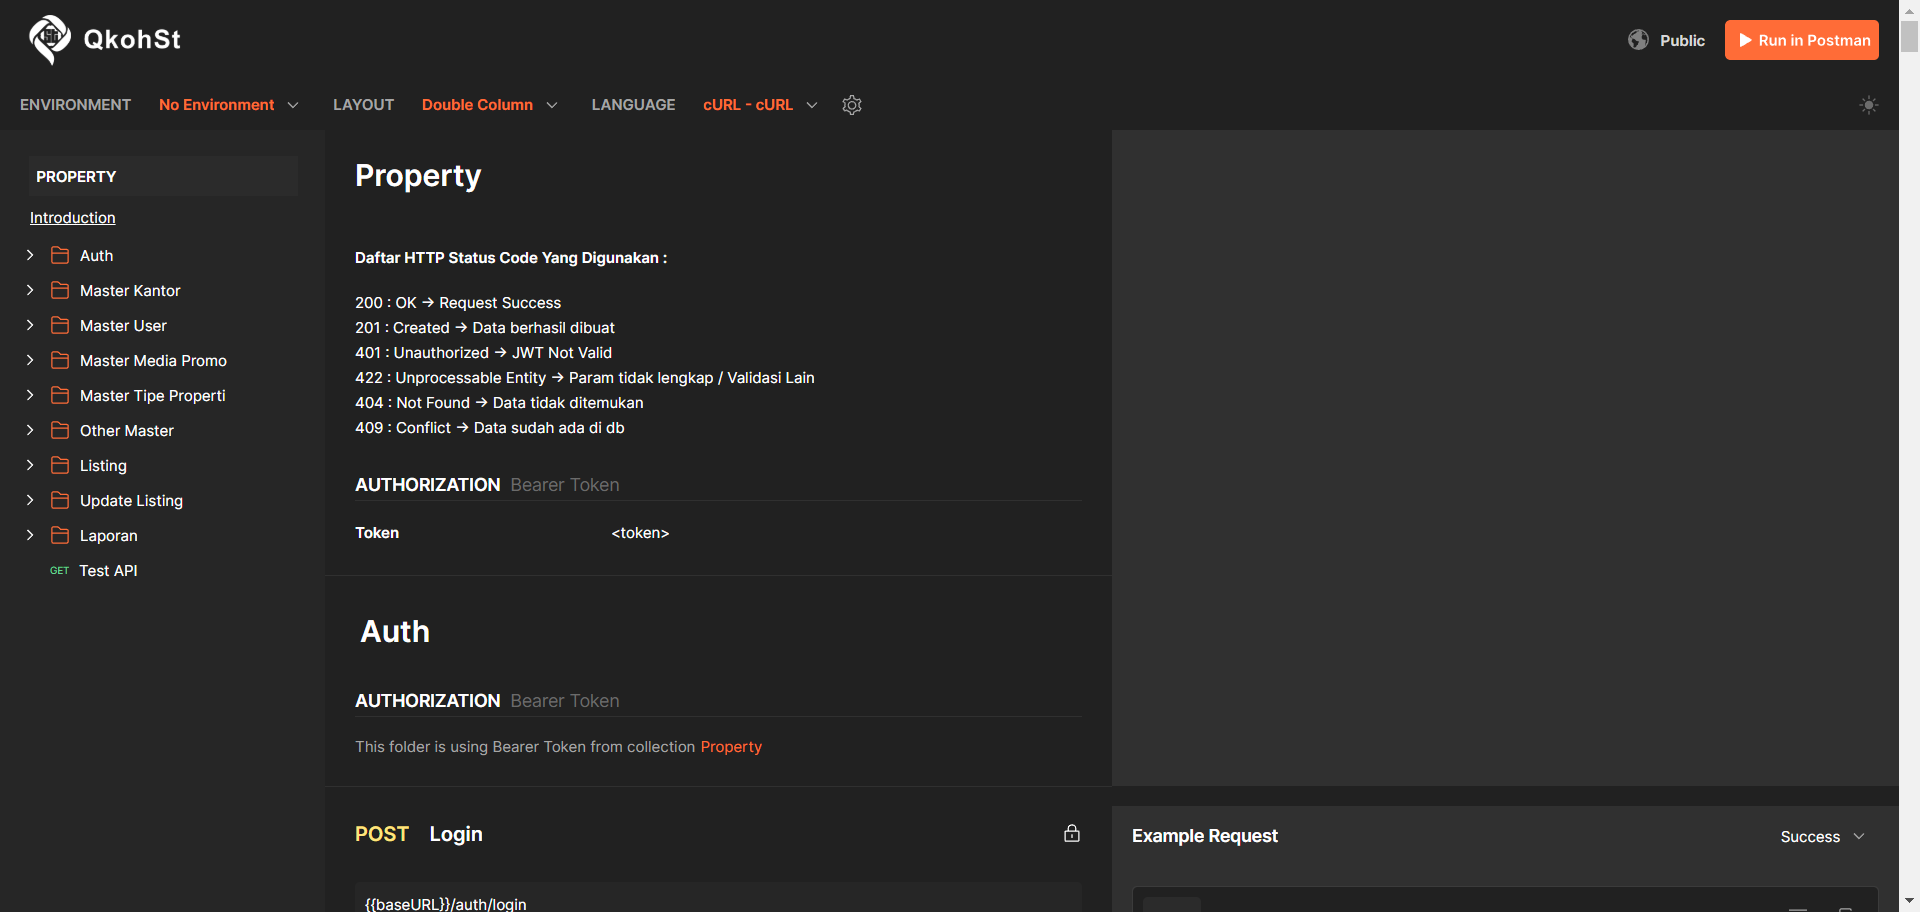 QkohSt
Public
Run in Postman
ENVIRONMENT No Environment LAYOUT Double Column LANGUAGE cURL - cURL
PROPERTY
Introduction
Auth
Master Kantor
Master User
Master Media Promo
Master Tipe Properti
Other Master
Listing
Update Listing
Laporan
GET Test API
Property
Daftar HTTP Status Code Yang Digunakan :
200 : OK → Request Success
201 : Created → Data berhasil dibuat
401 : Unauthorized → JWT Not Valid
422 : Unprocessable Entity → Param tidak lengkap / Validasi Lain
404 : Not Found → Data tidak ditemukan
409 : Conflict → Data sudah ada di db
AUTHORIZATION Bearer Token
Token <token>
Auth
AUTHORIZATION Bearer Token
This folder is using Bearer Token from collection Property
POST Login
{{baseURL}}/auth/login
Example Request
Success